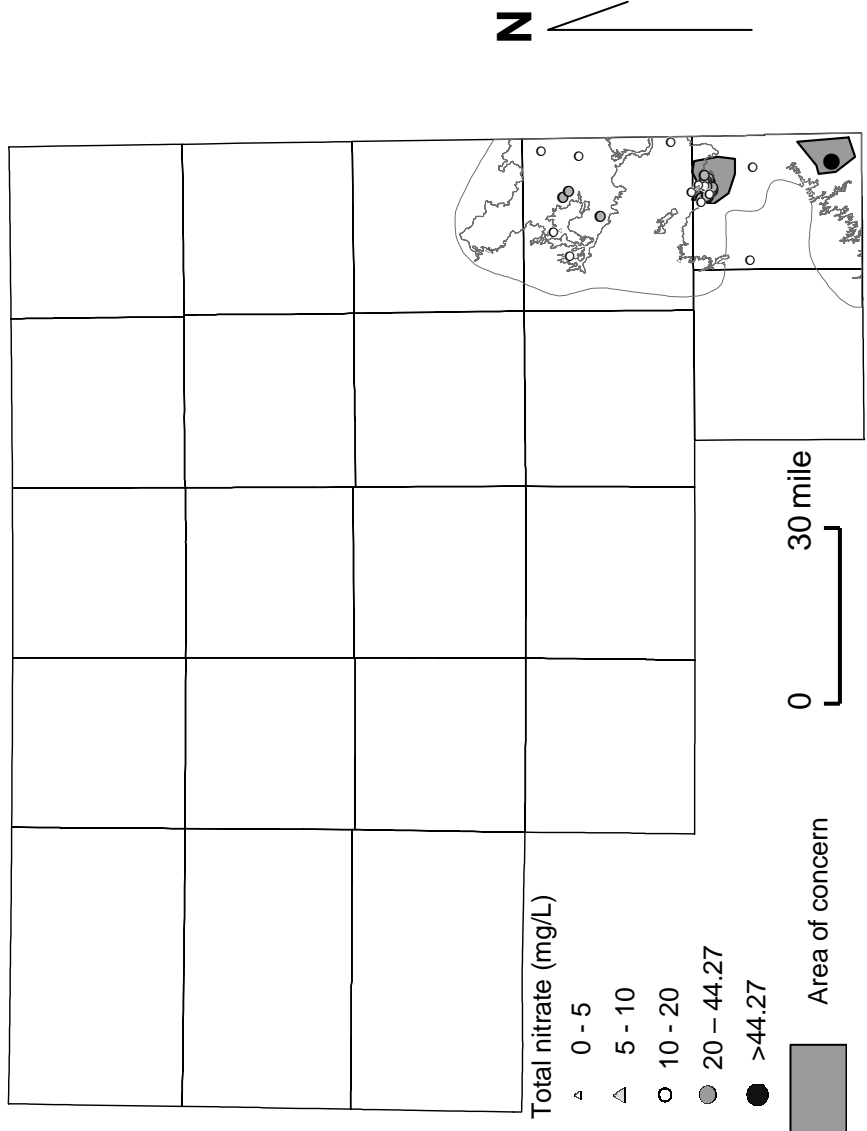 N
Total nitrate (mg/L)
0 - 5
5 - 10
10 - 20
20 – 44.27
>44.27
Area of concern
0 30 mile